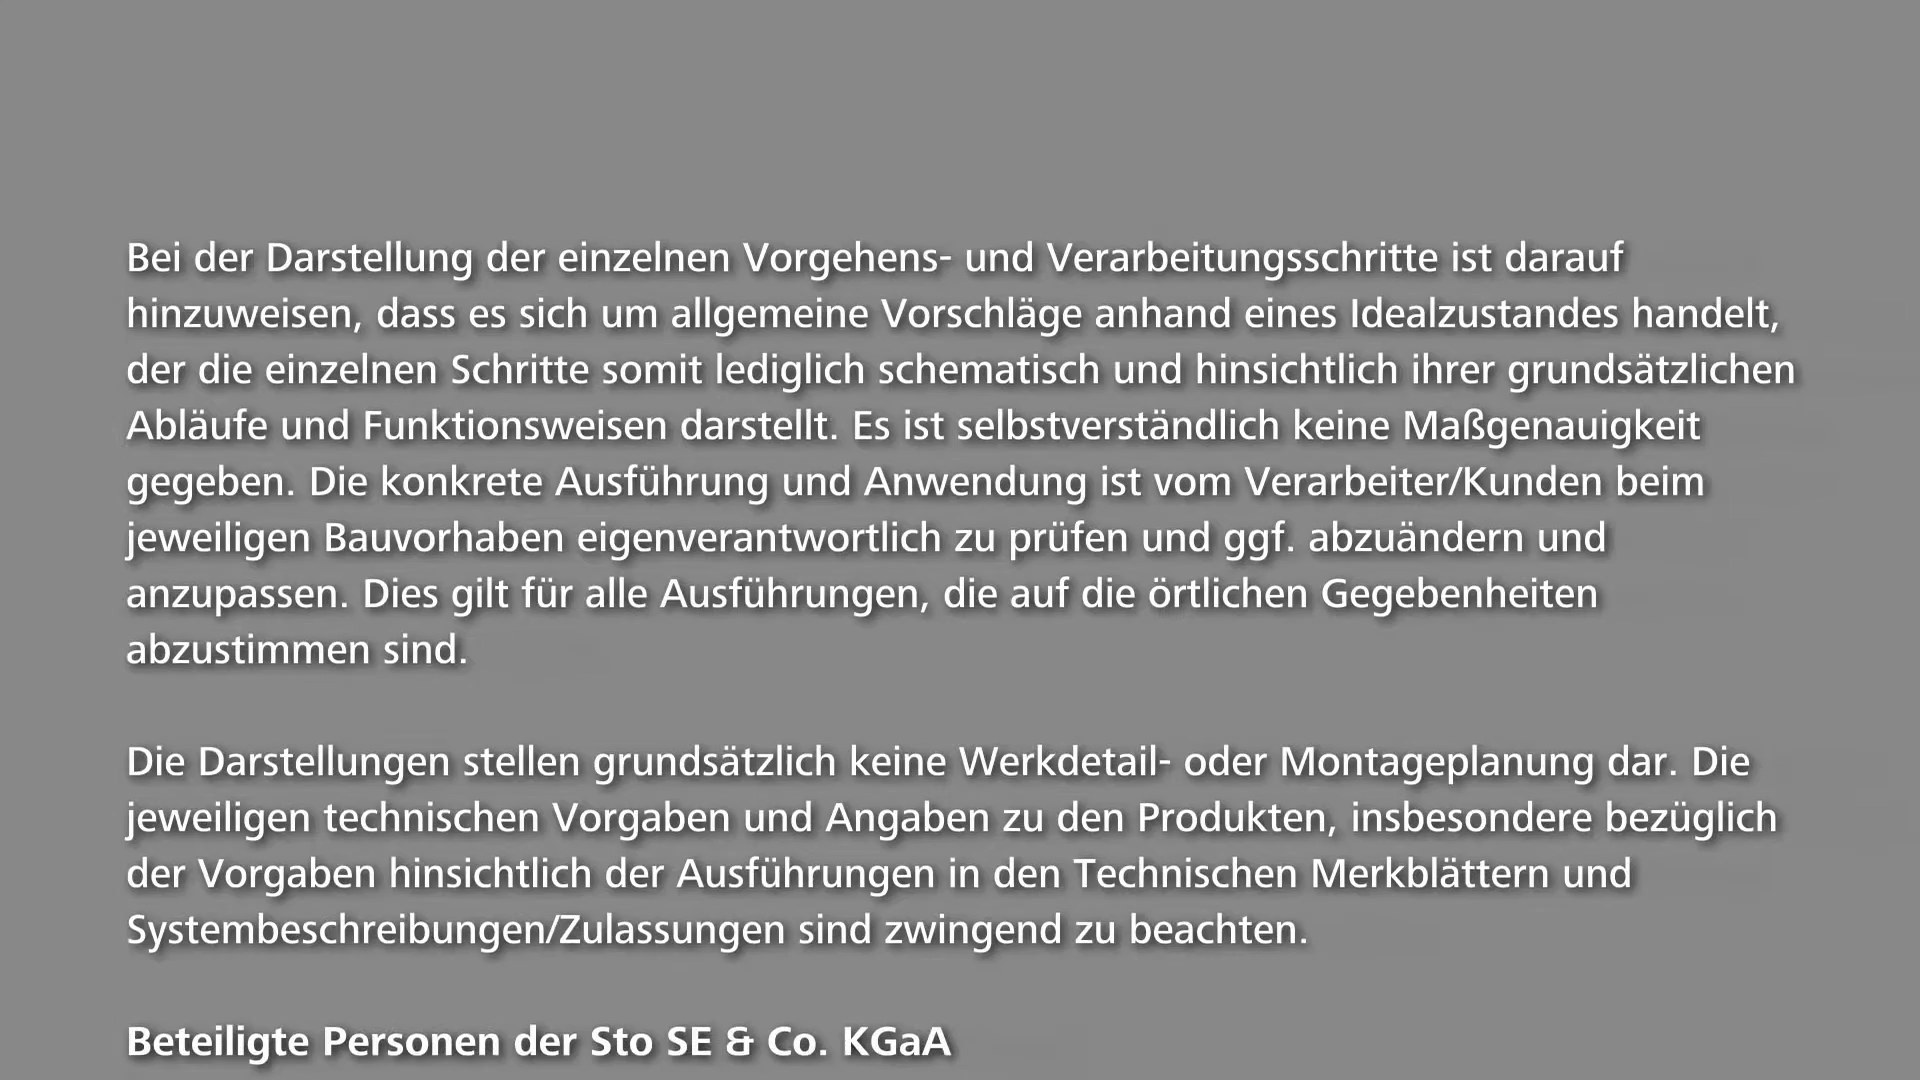 Bei der Darstellung der einzelnen Vorgehens- und Verarbeitungsschritte ist darauf
hinzuweisen, dass es sich um allgemeine Vorschläge anhand eines Idealzustandes handelt,
der die einzelnen Schritte somit lediglich schematisch und hinsichtlich ihrer grundsätzlichen
Abläufe und Funktionsweisen darstellt. Es ist selbstverständlich keine Maßgenauigkeit
gegeben. Die konkrete Ausführung und Anwendung ist vom Verarbeiter/Kunden beim
jeweiligen Bauvorhaben eigenverantwortlich zu prüfen und ggf. abzuändern und
anzupassen. Dies gilt für alle Ausführungen, die auf die örtlichen Gegebenheiten
abzustimmen sind.
Die Darstellungen stellen grundsätzlich keine Werkdetail- oder Montageplanung dar. Die
jeweiligen technischen Vorgaben und Angaben zu den Produkten, insbesondere bezüglich
der Vorgaben hinsichtlich der Ausführungen in den Technischen Merkblättern und
Systembeschreibungen/Zulassungen sind zwingend zu beachten.
Beteiligte Personen der Sto SE & Co. KGaA